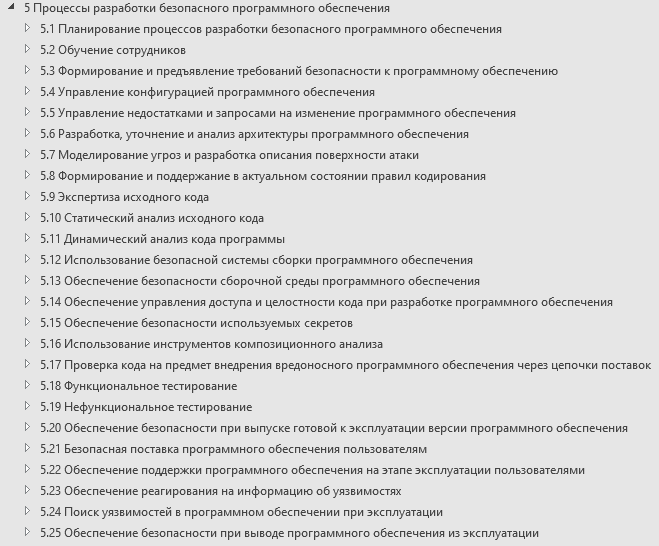 5 Процессы разработки безопасного программного обеспечения
5.1 Планирование процессов разработки безопасного программного обеспечения
5.2 Обучение сотрудников
5.3 Формирование и предъявление требований безопасности к программному обеспечению
5.4 Управление конфигурацией программного обеспечения
5.5 Управление недостатками и запросами на изменение программного обеспечения
5.6 Разработка, уточнение и анализ архитектуры программного обеспечения
5.7 Моделирование угроз и разработка описания поверхности атаки
5.8 Формирование и поддержание в актуальном состоянии правил кодирования
5.9 Экспертиза исходного кода
5.10 Статический анализ исходного кода
5.11 Динамический анализ кода программы
5.12 Использование безопасной системы сборки программного обеспечения
5.13 Обеспечение безопасности сборочной среды программного обеспечения
5.14 Обеспечение управления доступа и целостности кода при разработке программного обеспечения
5.15 Обеспечение безопасности используемых секретов
5.16 Использование инструментов композиционного анализа
5.17 Проверка кода на предмет внедрения вредоносного программного обеспечения через цепочки поставок
5.18 Функциональное тестирование
5.19 Нефункциональное тестирование
5.20 Обеспечение безопасности при выпуске готовой к эксплуатации версии программного обеспечения
5.21 Безопасная поставка программного обеспечения пользователям
5.22 Обеспечение поддержки программного обеспечения на этапе эксплуатации пользователями
5.23 Обеспечение реагирования на информацию об уязвимостях
5.24 Поиск уязвимостей в программном обеспечении при эксплуатации
5.25 Обеспечение безопасности при выводе программного обеспечения из эксплуатации